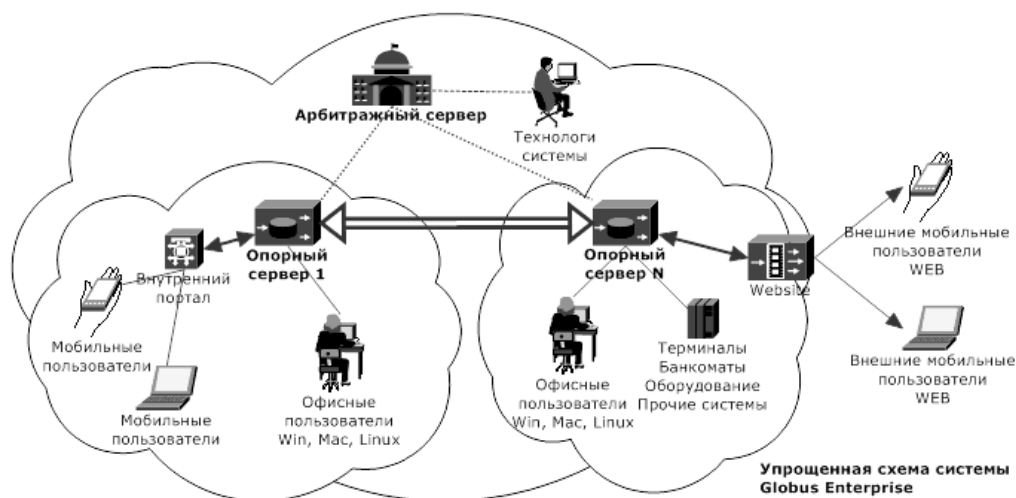 Арбитражный сервер
Технологи
системы
Опорный
сервер 1
Опорный
сервер N
Внутренний
портал
Website
Внешние мобильные
пользователи
WEB
Мобильные
пользователи
Мобильные
пользователи
Офисные
пользователи
Win, Mac, Linux
Офисные
пользователи
Win, Mac, Linux
Терминалы
Банкоматы
Оборудование
Прочие системы
Внешние мобильные
пользователи
WEB
Упрощенная схема системы
Globus Enterprise